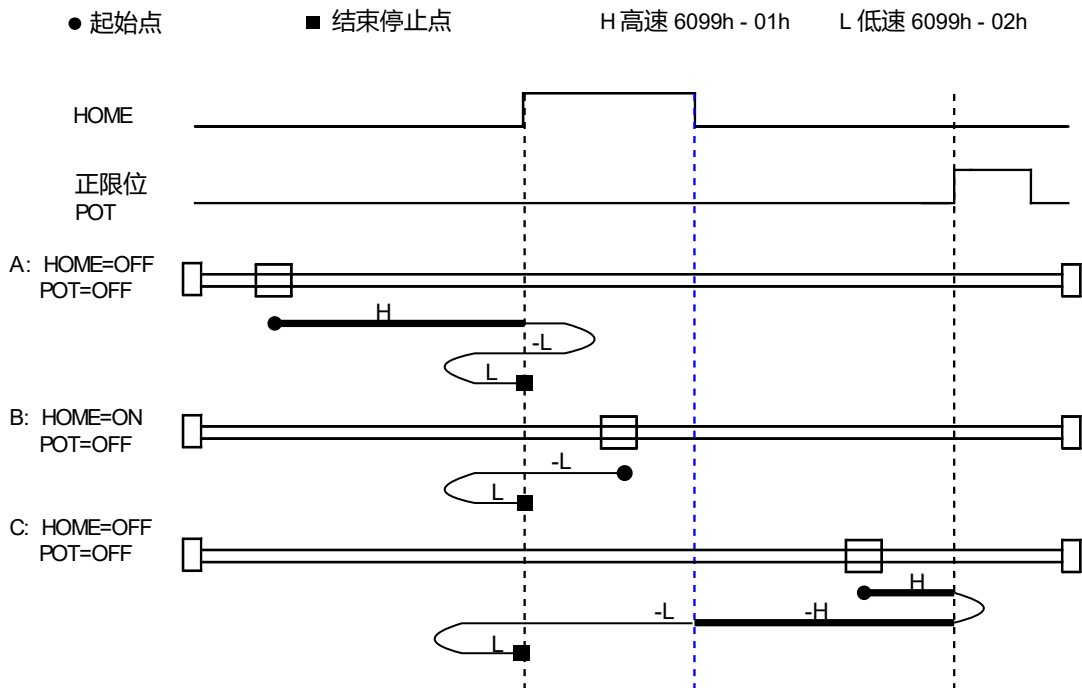 ● 起始点 ■ 结束停止点 H 高速 6099h - 01h L 低速 6099h - 02h
HOME
正限位
POT
A: HOME=OFF
POT=OFF
H
-L
L
B: HOME=ON
POT=OFF
-L
L
C: HOME=OFF
POT=OFF
H
-L -H
L